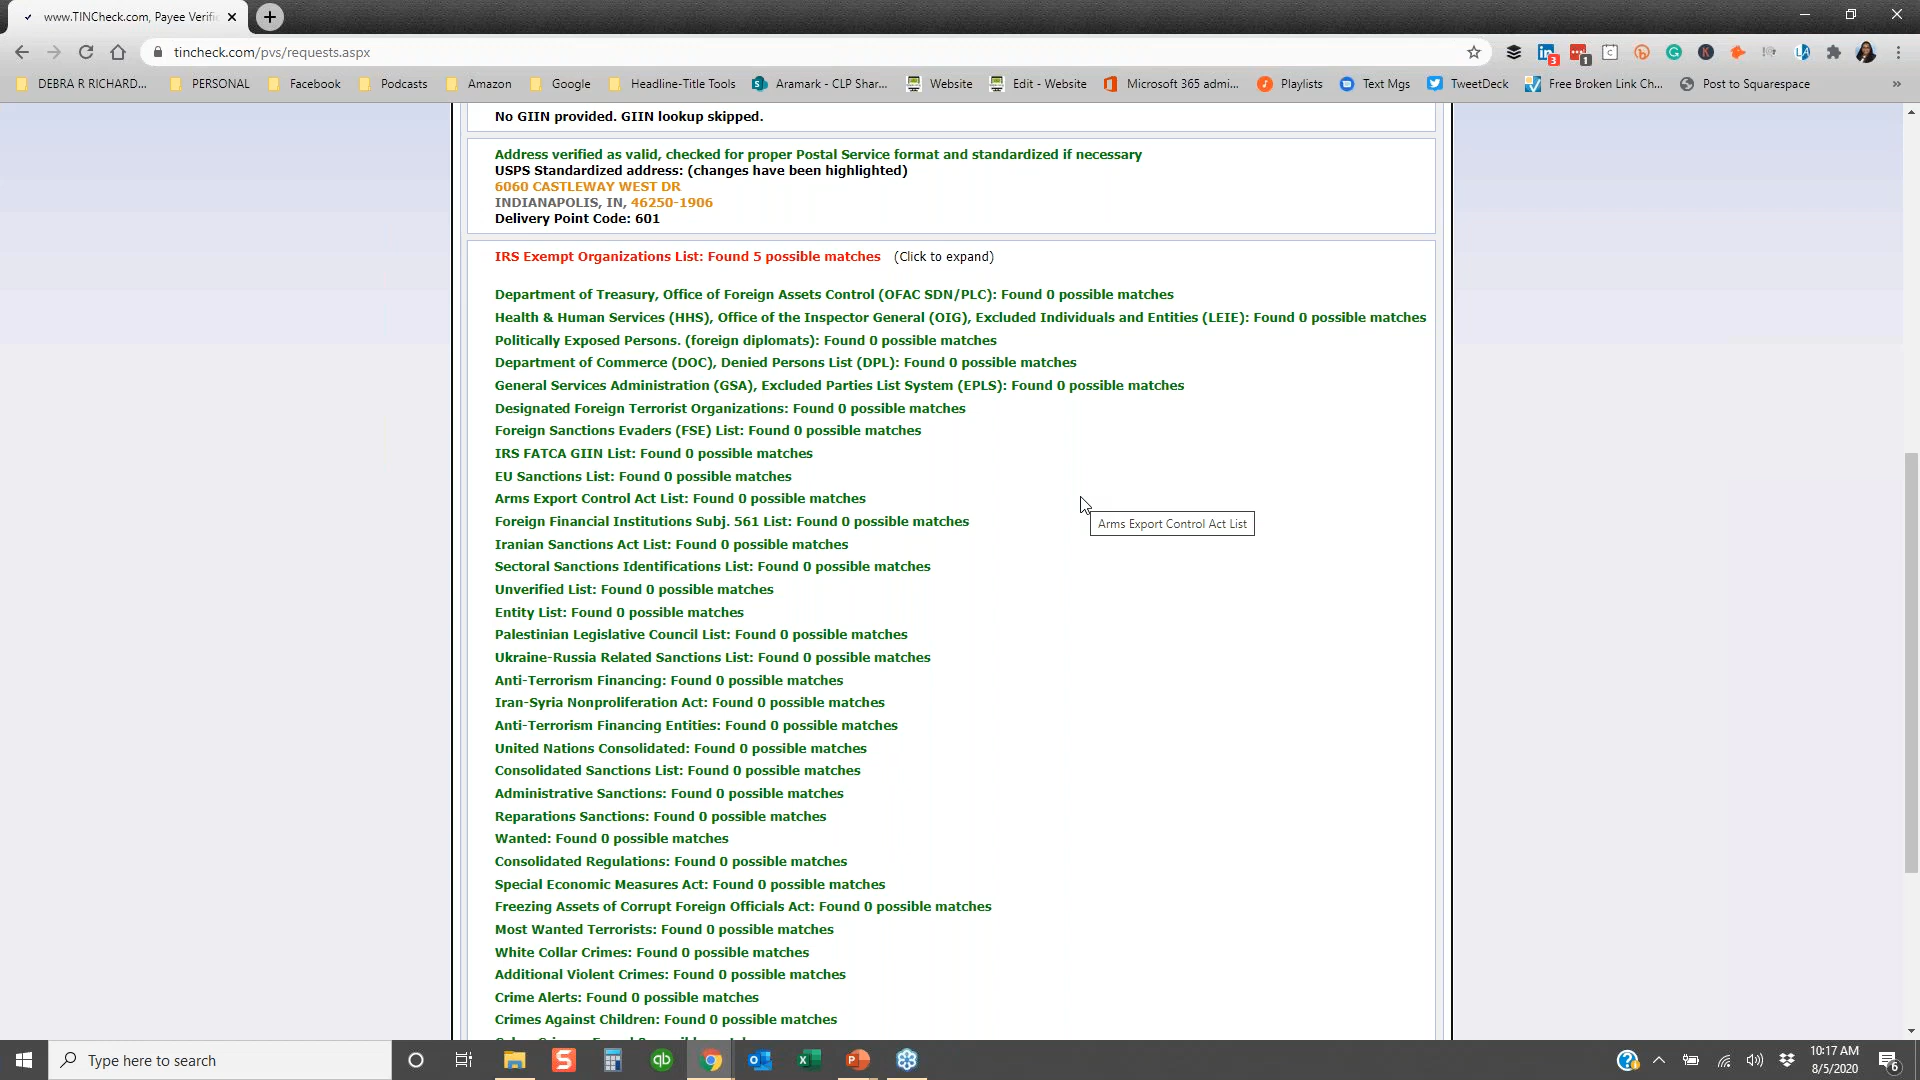 www.TINCheck.com, Payee Verifi
tincheck.com/pvs/requests.aspx
3
1
DEBRA R RICHARD...
PERSONAL
Facebook
Podcasts
Amazon
Google
Headline-Title Tools
Aramark - CLP Shar...
Website
Edit - Website
Microsoft 365 admi...
Playlists
Text Mgs
TweetDeck
Free Broken Link Ch...
Post to Squarespace
»
No GIIN provided. GIIN lookup skipped.
Address verified as valid, checked for proper Postal Service format and standardized if necessary
USPS Standardized address: (changes have been highlighted)
6060 CASTLEWAY WEST DR
INDIANAPOLIS, IN, 46250-1906
Delivery Point Code: 601
IRS Exempt Organizations List: Found 5 possible matches (Click to expand)
Department of Treasury, Office of Foreign Assets Control (OFAC SDN/PLC): Found 0 possible matches
Health & Human Services (HHS), Office of the Inspector General (OIG), Excluded Individuals and Entities (LEIE): Found 0 possible matches
Politically Exposed Persons. (foreign diplomats): Found 0 possible matches
Department of Commerce (DOC), Denied Persons List (DPL): Found 0 possible matches
General Services Administration (GSA), Excluded Parties List System (EPLS): Found 0 possible matches
Designated Foreign Terrorist Organizations: Found 0 possible matches
Foreign Sanctions Evaders (FSE) List: Found 0 possible matches
IRS FATCA GIIN List: Found 0 possible matches
EU Sanctions List: Found 0 possible matches
Arms Export Control Act List: Found 0 possible matches
Arms Export Control Act List
Foreign Financial Institutions Subj. 561 List: Found 0 possible matches
Iranian Sanctions Act List: Found 0 possible matches
Sectoral Sanctions Identifications List: Found 0 possible matches
Unverified List: Found 0 possible matches
Entity List: Found 0 possible matches
Palestinian Legislative Council List: Found 0 possible matches
Ukraine-Russia Related Sanctions List: Found 0 possible matches
Anti-Terrorism Financing: Found 0 possible matches
Iran-Syria Nonproliferation Act: Found 0 possible matches
Anti-Terrorism Financing Entities: Found 0 possible matches
United Nations Consolidated: Found 0 possible matches
Consolidated Sanctions List: Found 0 possible matches
Administrative Sanctions: Found 0 possible matches
Reparations Sanctions: Found 0 possible matches
Wanted: Found 0 possible matches
Consolidated Regulations: Found 0 possible matches
Special Economic Measures Act: Found 0 possible matches
Freezing Assets of Corrupt Foreign Officials Act: Found 0 possible matches
Most Wanted Terrorists: Found 0 possible matches
White Collar Crimes: Found 0 possible matches
Additional Violent Crimes: Found 0 possible matches
Crime Alerts: Found 0 possible matches
Crimes Against Children: Found 0 possible matches
Type here to search
10:17 AM
8/5/2020
6